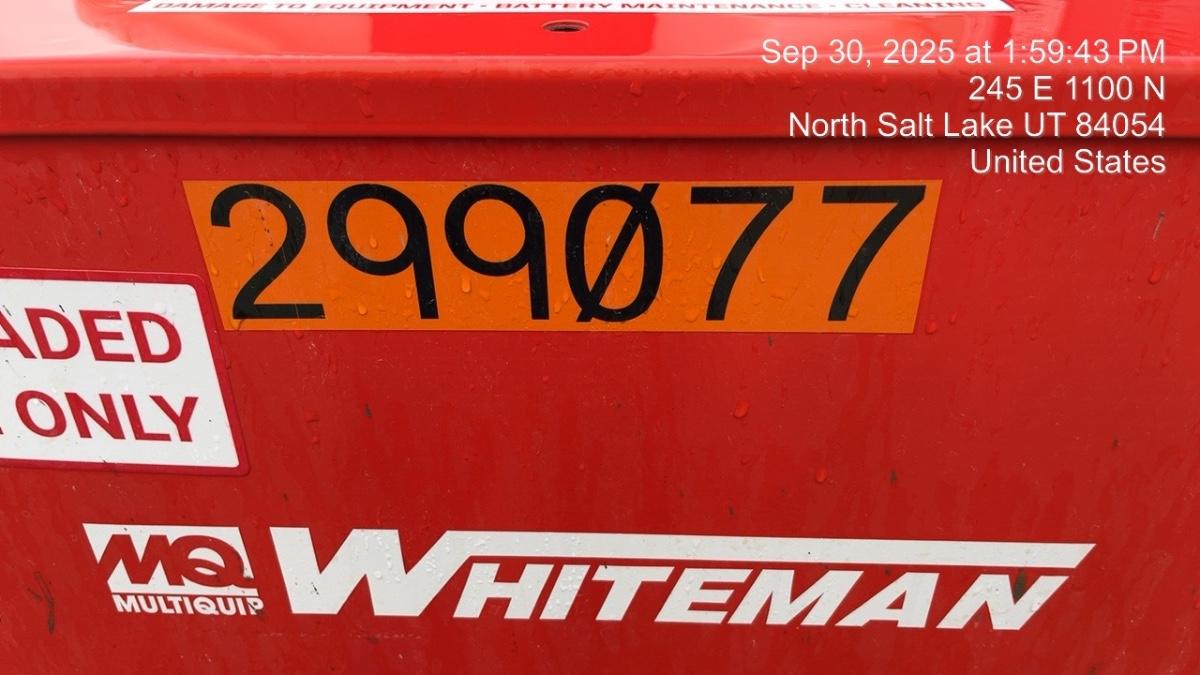 DAMAGE TO EQUIPMENT - BATTERY MAINTENANCE - CLEANING
Sep 30, 2025 at 1:59:43 PM
245 E 1100 N
North Salt Lake UT 84054
United States
299077
ADED
ONLY
MQ
MULTIQUIP
WHITEMAN